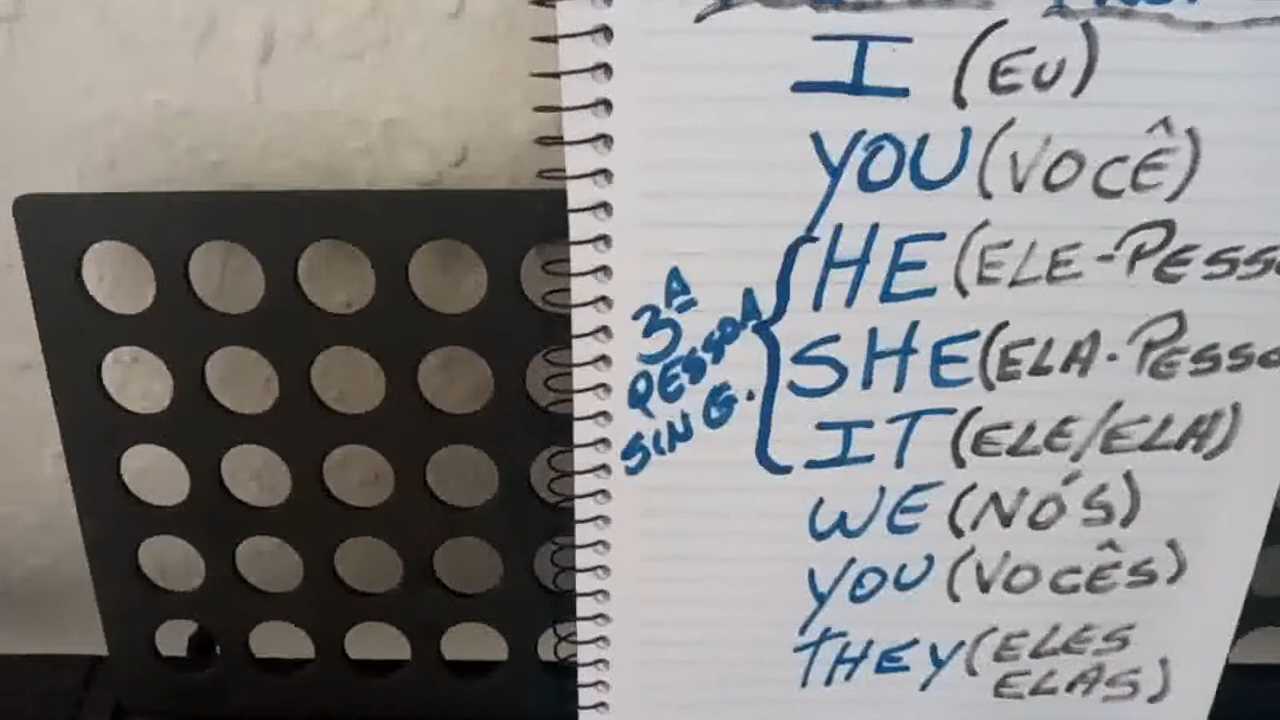 I (EU)
YOU (VOCÊ)
HE (ELE-PESSO
SHE (ELA-PESSO
IT (ELE/ELA)
3ª
PESSOA
SING.
WE (NÓS)
YOU (VOCÊS)
THEY (ELES
ELAS)